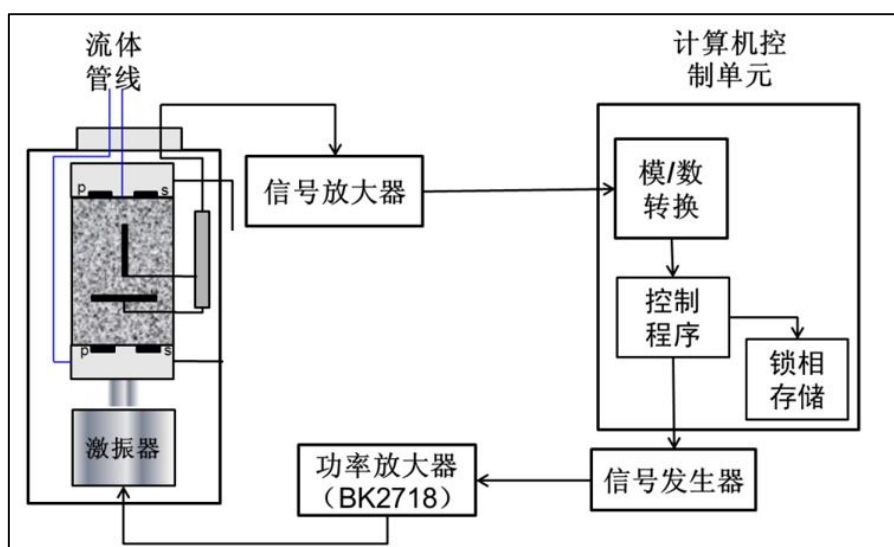 流体
管线
计算机控
制单元
信号放大器
模/数
转换
p
s
控制
程序
锁相
存储
p
s
激振器
功率放大器
（BK2718）
信号发生器